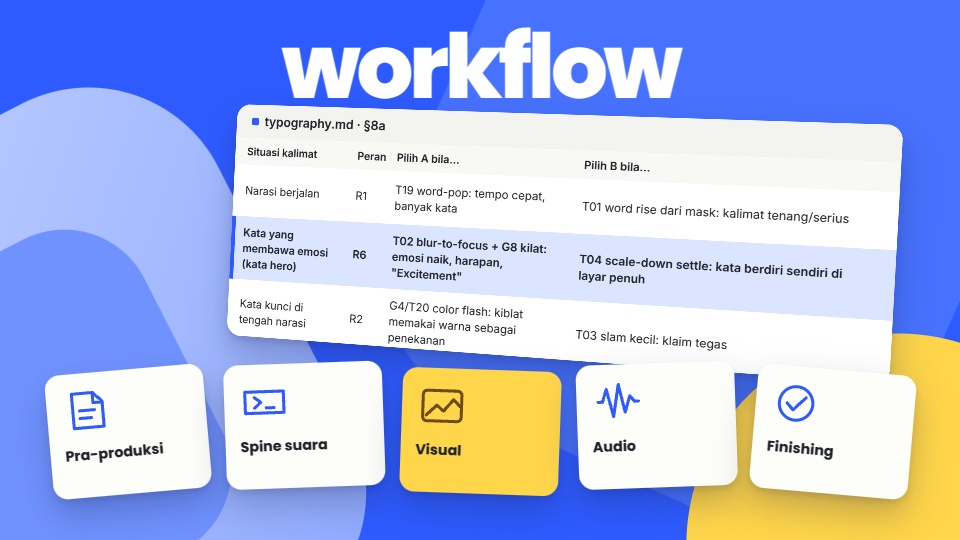 workflow
typography.md · §8a
Situasi kalimat Peran Pilih A bila... Pilih B bila...
Narasi berjalan R1 T19 word-pop: tempo cepat,
banyak kata
T01 word rise dari mask: kalimat tenang/serius
Kata yang
membawa emosi
(kata hero)
R6
T02 blur-to-focus + G8 kilat:
emosi naik, harapan,
"Excitement"
T04 scale-down settle: kata berdiri sendiri di
layar penuh
Kata kunci di
tengah narasi
R2
G4/T20 color flash: kiblat
memakai warna sebagai
penekanan
T03 slam kecil: klaim tegas
Pra-produksi
Spine suara
Visual
Audio
Finishing